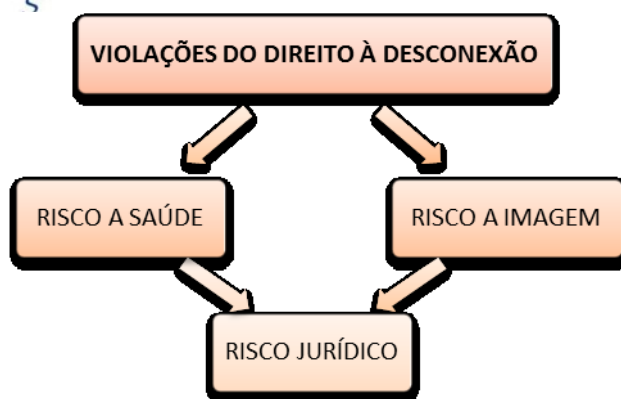 VIOLAÇÕES DO DIREITO À DESCONEXÃO
RISCO A SAÚDE
RISCO A IMAGEM
RISCO JURÍDICO